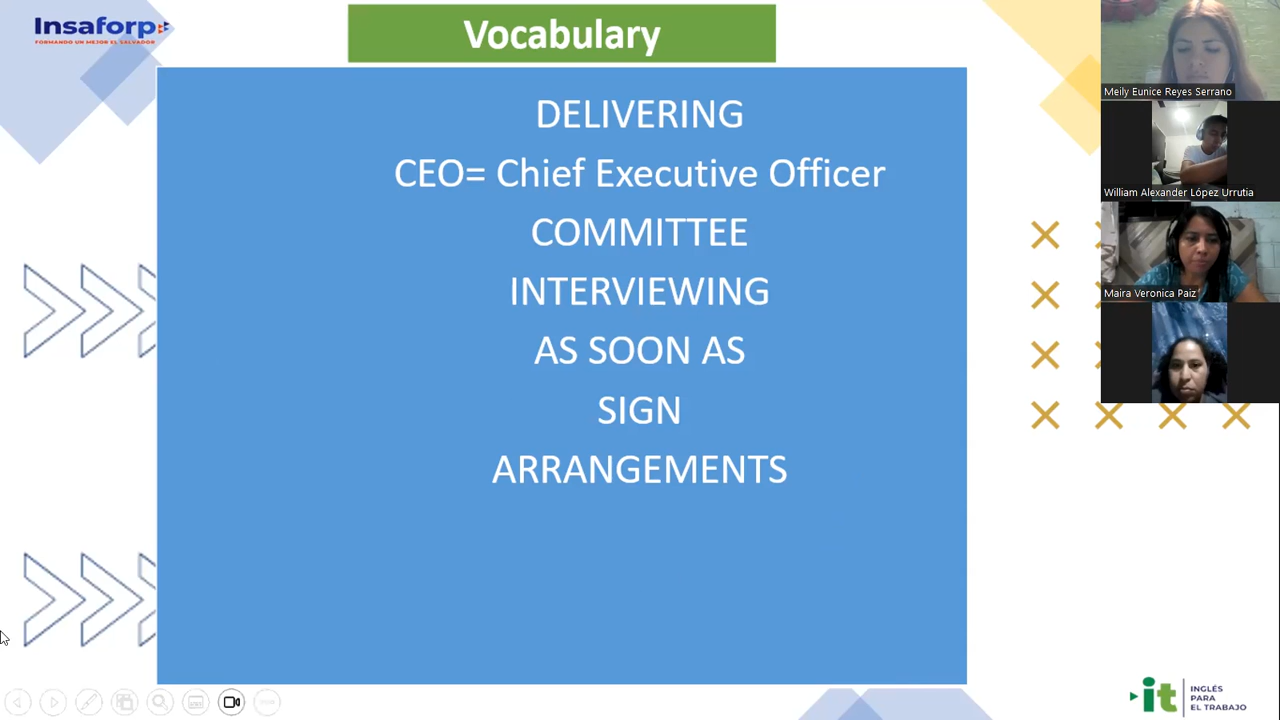 Insaforp
FORMANDO UN MEJOR EL SALVADOR
Vocabulary
DELIVERING
CEO= Chief Executive Officer
COMMITTEE
INTERVIEWING
AS SOON AS
SIGN
ARRANGEMENTS
Meily Eunice Reyes Serrano
William Alexander López Urrutia
Maira Veronica Paiz
it
INGLÉS
PARA
EL TRABAJO